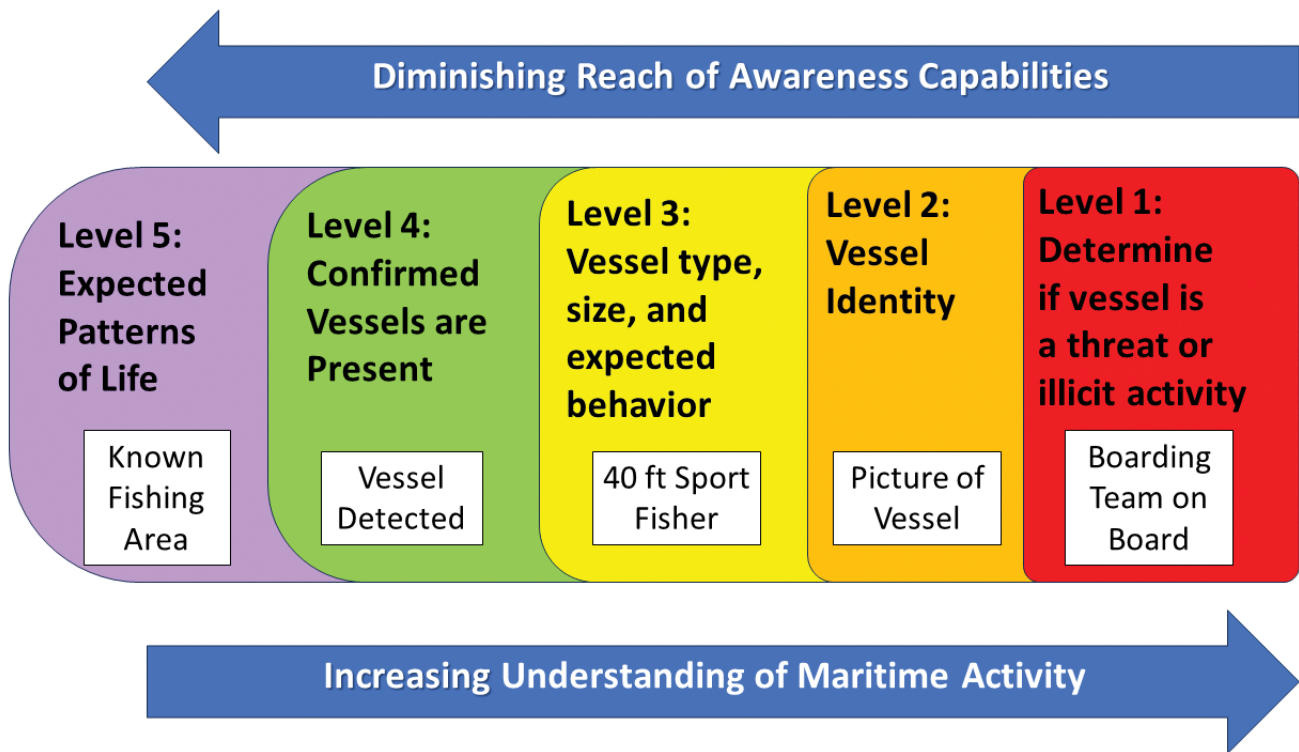 Diminishing Reach of Awareness Capabilities
Level 5:
Expected
Patterns
of Life
Known
Fishing
Area
Level 4:
Confirmed
Vessels are
Present
Vessel
Detected
Level 3:
Vessel type,
size, and
expected
behavior
40 ft Sport
Fisher
Level 2:
Vessel
Identity
Picture of
Vessel
Level 1:
Determine
if vessel is
a threat or
illicit activity
Boarding
Team on
Board
Increasing Understanding of Maritime Activity